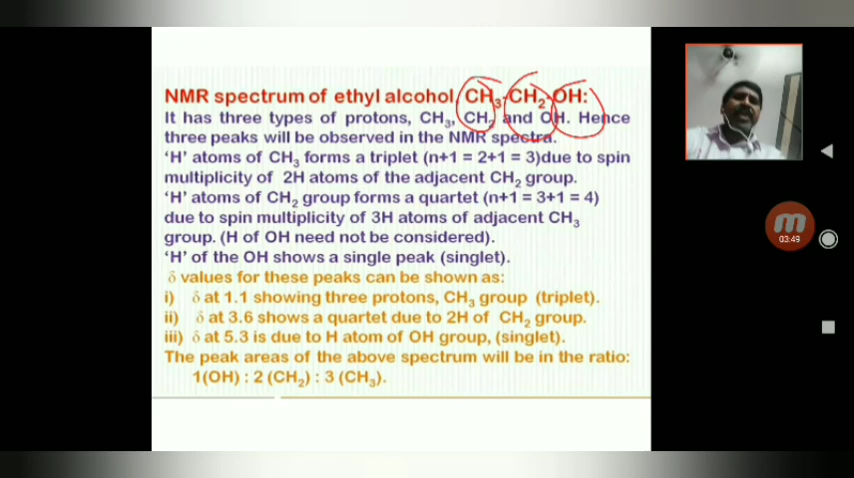 NMR spectrum of ethyl alcohol, CH₃-CH₂-OH:
It has three types of protons, CH₃, CH₂ and OH. Hence
three peaks will be observed in the NMR spectra.
‘H’ atoms of CH₃ forms a triplet (n+1 = 2+1 = 3)due to spin
multiplicity of 2H atoms of the adjacent CH₂ group.
‘H’ atoms of CH₂ group forms a quartet (n+1 = 3+1 = 4)
due to spin multiplicity of 3H atoms of adjacent CH₃
group. (H of OH need not be considered).
‘H’ of the OH shows a single peak (singlet).
δ values for these peaks can be shown as:
i) δ at 1.1 showing three protons, CH₃ group (triplet).
ii) δ at 3.6 shows a quartet due to 2H of CH₂ group.
iii) δ at 5.3 is due to H atom of OH group, (singlet).
The peak areas of the above spectrum will be in the ratio:
1(OH) : 2 (CH₂) : 3 (CH₃).
03:49